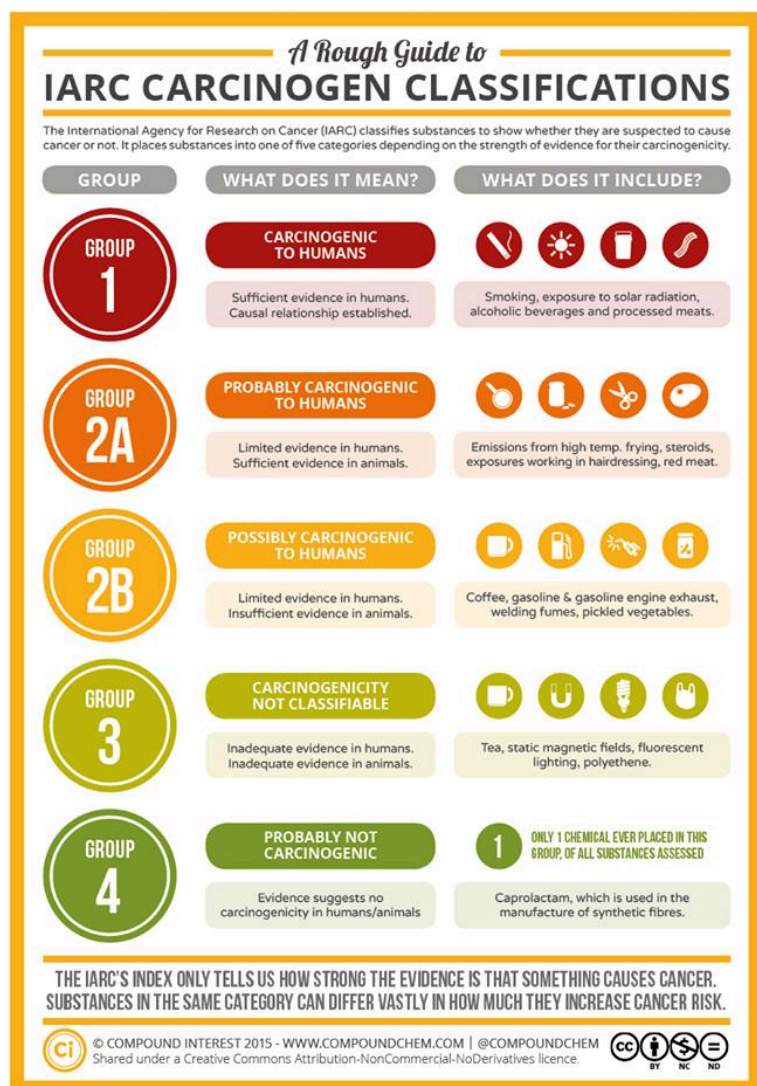 A Rough Guide to
IARC CARCINOGEN CLASSIFICATIONS
The International Agency for Research on Cancer (IARC) classifies substances to show whether they are suspected to cause
cancer or not. It places substances into one of five categories depending on the strength of evidence for their carcinogenicity.
GROUP
WHAT DOES IT MEAN?
WHAT DOES IT INCLUDE?
GROUP
1
CARCINOGENIC
TO HUMANS
Sufficient evidence in humans.
Causal relationship established.
Smoking, exposure to solar radiation,
alcoholic beverages and processed meats.
GROUP
2A
PROBABLY CARCINOGENIC
TO HUMANS
Limited evidence in humans.
Sufficient evidence in animals.
Emissions from high temp. frying, steroids,
exposures working in hairdressing, red meat.
GROUP
2B
POSSIBLY CARCINOGENIC
TO HUMANS
Limited evidence in humans.
Insufficient evidence in animals.
Coffee, gasoline & gasoline engine exhaust,
welding fumes, pickled vegetables.
GROUP
3
CARCINOGENICITY
NOT CLASSIFIABLE
Inadequate evidence in humans.
Inadequate evidence in animals.
Tea, static magnetic fields, fluorescent
lighting, polyethene.
GROUP
4
PROBABLY NOT
CARCINOGENIC
Evidence suggests no
carcinogenicity in humans/animals
1
ONLY 1 CHEMICAL EVER PLACED IN THIS
GROUP, OF ALL SUBSTANCES ASSESSED
Caprolactam, which is used in the
manufacture of synthetic fibres.
THE IARC'S INDEX ONLY TELLS US HOW STRONG THE EVIDENCE IS THAT SOMETHING CAUSES CANCER.
SUBSTANCES IN THE SAME CATEGORY CAN DIFFER VASTLY IN HOW MUCH THEY INCREASE CANCER RISK.
Ci
© COMPOUND INTEREST 2015 - WWW.COMPOUNDCHEM.COM | @COMPOUNDCHEM
Shared under a Creative Commons Attribution-NonCommercial-NoDerivatives licence.
cc
BY NC ND